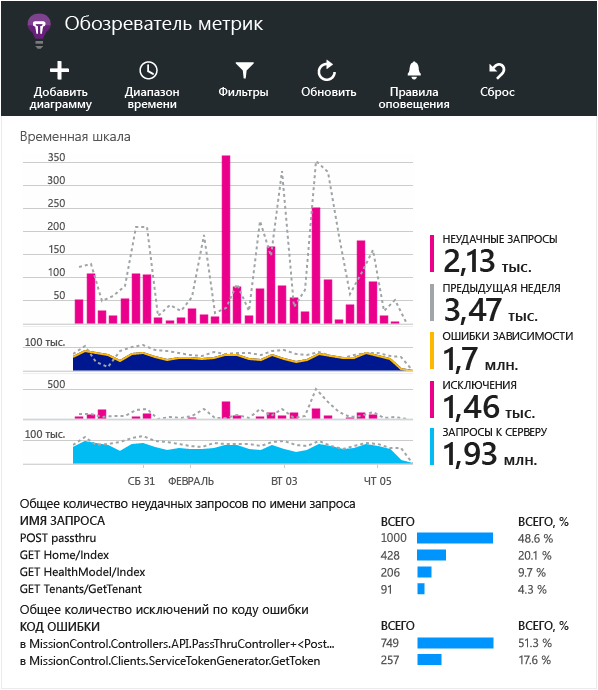 Обозреватель метрик
Добавить диаграмму
Диапазон времени
Фильтры
Обновить
Правила оповещения
Сброс
Временная шкала
350
300
250
200
150
100
50
100 тыс.
500
100 тыс.
СБ 31 ФЕВРАЛЬ ВТ 03 ЧТ 05
НЕУДАЧНЫЕ ЗАПРОСЫ
2,13 тыс.
ПРЕДЫДУЩАЯ НЕДЕЛЯ
3,47 тыс.
ОШИБКИ ЗАВИСИМОСТИ
1,7 млн.
ИСКЛЮЧЕНИЯ
1,46 тыс.
ЗАПРОСЫ К СЕРВЕРУ
1,93 млн.
Общее количество неудачных запросов по имени запроса
ИМЯ ЗАПРОСА ВСЕГО ВСЕГО, %
POST passthru 1000 48.6 %
GET Home/Index 428 20.1 %
GET HealthModel/Index 206 9.7 %
GET Tenants/GetTenant 91 4.3 %
Общее количество исключений по коду ошибки
КОД ОШИБКИ ВСЕГО ВСЕГО, %
в MissionControl.Controllers.API.PassThruController+<Post... 749 51.3 %
в MissionControl.Clients.ServiceTokenGenerator.GetToken 257 17.6 %